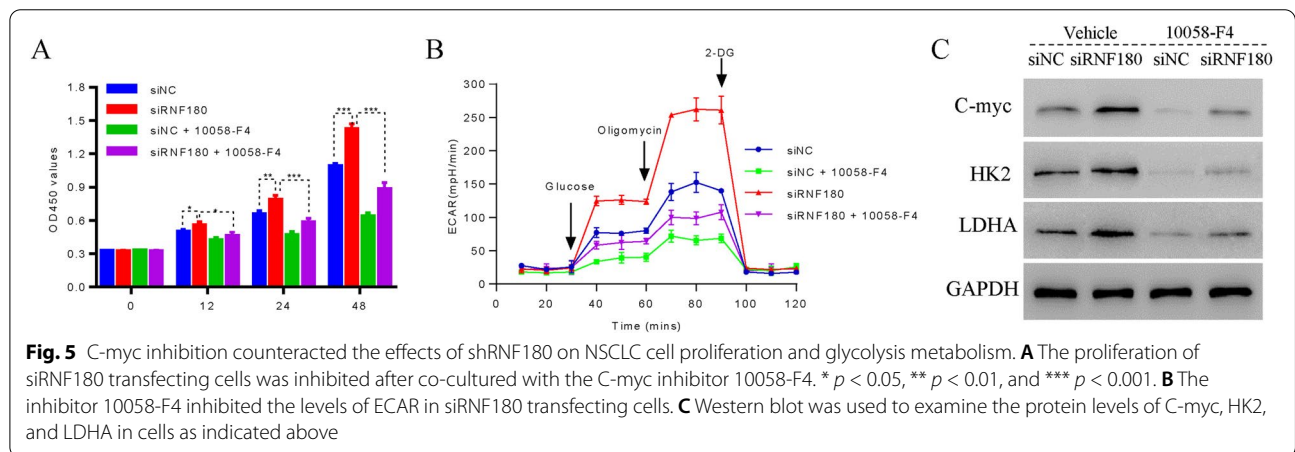 A
OD450 values
1.8
1.5
1.2
0.9
0.6
0.3
0.0
siNC
siRNF180
siNC + 10058-F4
siRNF180 + 10058-F4
* *
** ***
*** ***
0 12 24 48
B
ECAR(mpH/min)
300
250
200
150
100
50
0
Glucose
Oligomycin
2-DG
siNC
siNC + 10058-F4
siRNF180
siRNF180 + 10058-F4
0 20 40 60 80 100 120
Time (mins)
C
Vehicle 10058-F4
siNC siRNF180 siNC siRNF180
C-myc
HK2
LDHA
GAPDH
Fig. 5 C-myc inhibition counteracted the effects of shRNF180 on NSCLC cell proliferation and glycolysis metabolism. A The proliferation of
siRNF180 transfecting cells was inhibited after co-cultured with the C-myc inhibitor 10058-F4. * p < 0.05, ** p < 0.01, and *** p < 0.001. B The
inhibitor 10058-F4 inhibited the levels of ECAR in siRNF180 transfecting cells. C Western blot was used to examine the protein levels of C-myc, HK2,
and LDHA in cells as indicated above